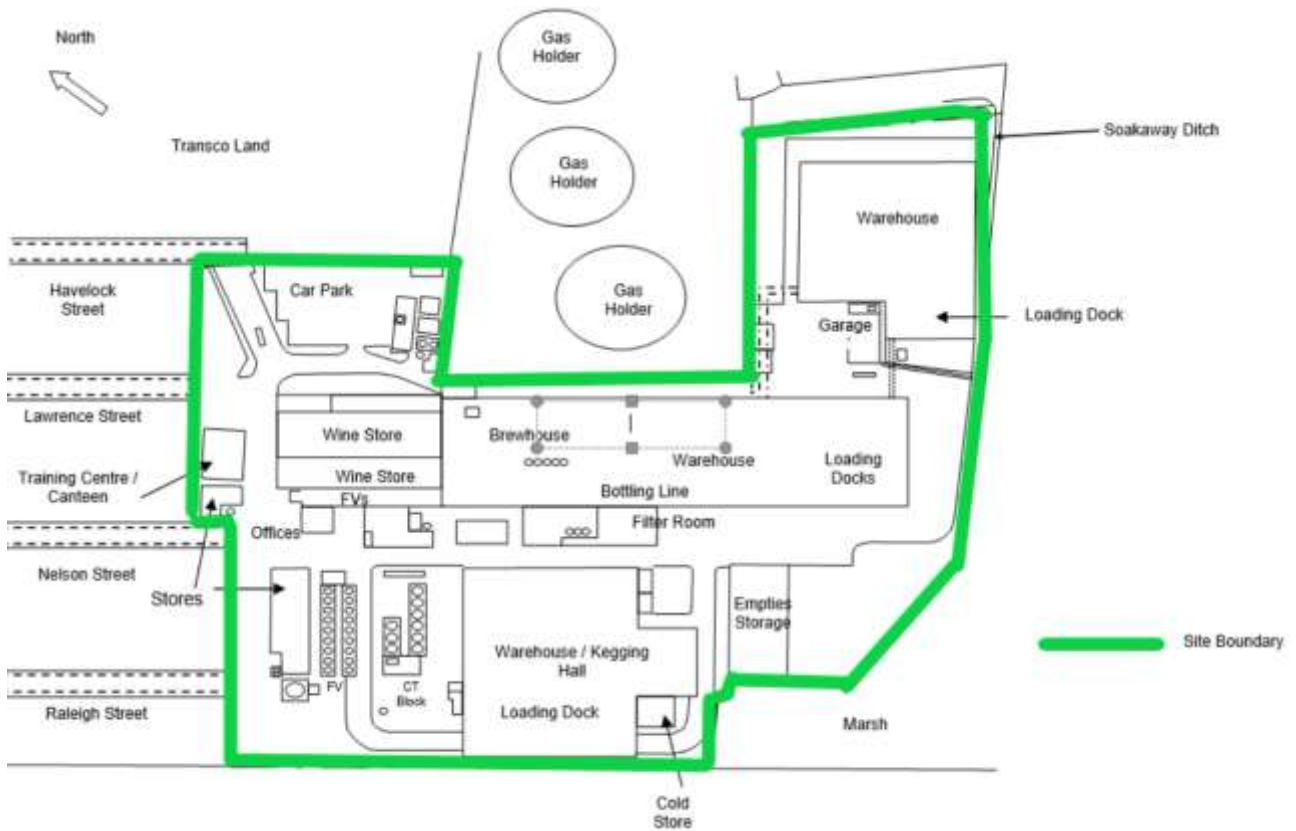 North
Gas
Holder
Transco Land
Soakaway Ditch
Gas
Holder
Warehouse
Havelock
Street
Car Park
Gas
Holder
Loading Dock
Garage
Lawrence Street
Wine Store
Brewhouse
Warehouse
Loading
Docks
Training Centre /
Canteen
Wine Store
FVs
Bottling Line
Offices
Filter Room
Nelson Street
Stores
Empties
Storage
Site Boundary
Warehouse / Kegging
Hall
FV
CT
Block
Raleigh Street
Loading Dock
Marsh
Cold
Store